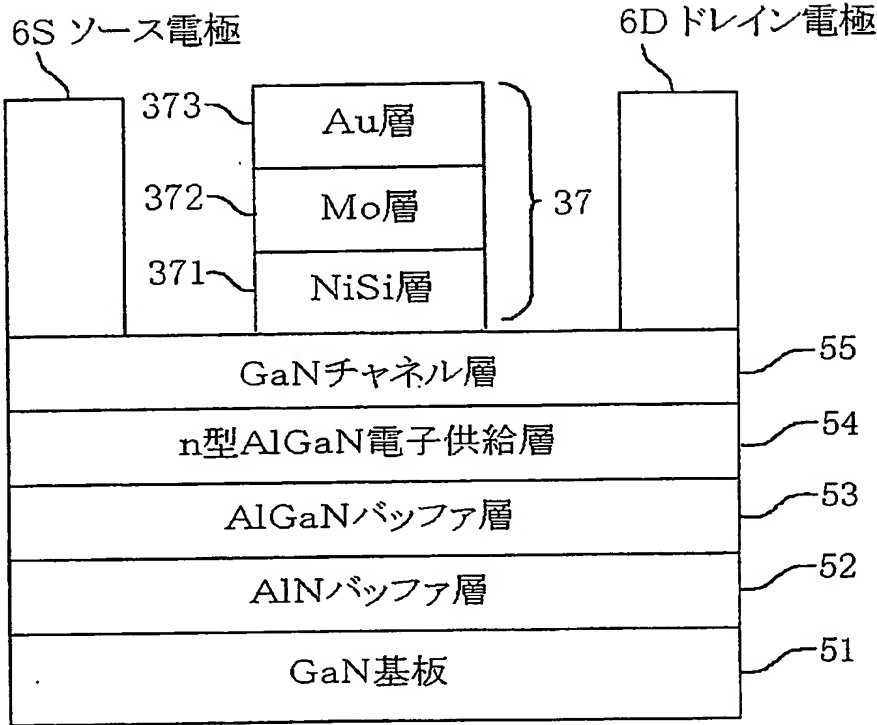 6S ソース電極
6D ドレイン電極
373
Au層
372
Mo層
37
371
NiSi層
GaNチャネル層
55
n型AlGaN電子供給層
54
AlGaNバッファ層
53
AlNバッファ層
52
GaN基板
51